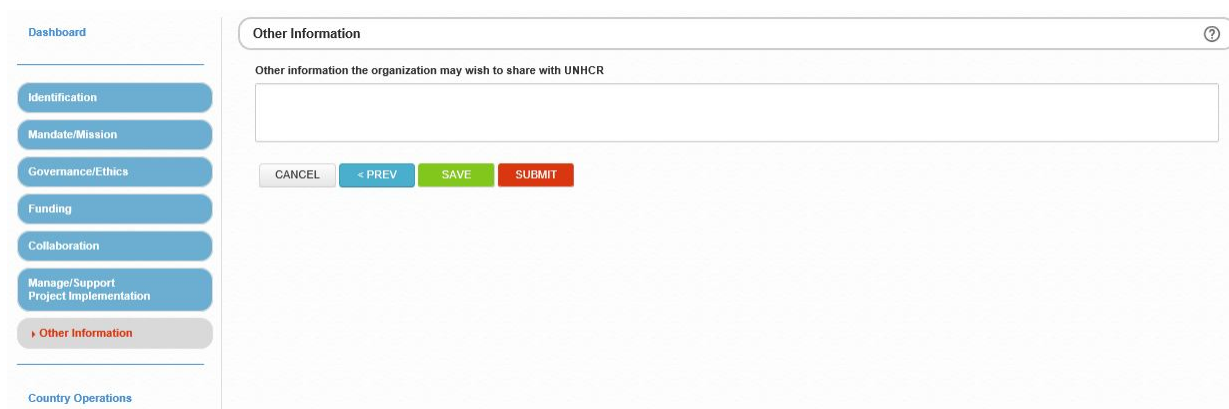 Dashboard
Identification
Mandate/Mission
Governance/Ethics
Funding
Collaboration
Manage/Support
Project Implementation
Other Information
Country Operations
Other Information
?
Other information the organization may wish to share with UNHCR
CANCEL
< PREV
SAVE
SUBMIT